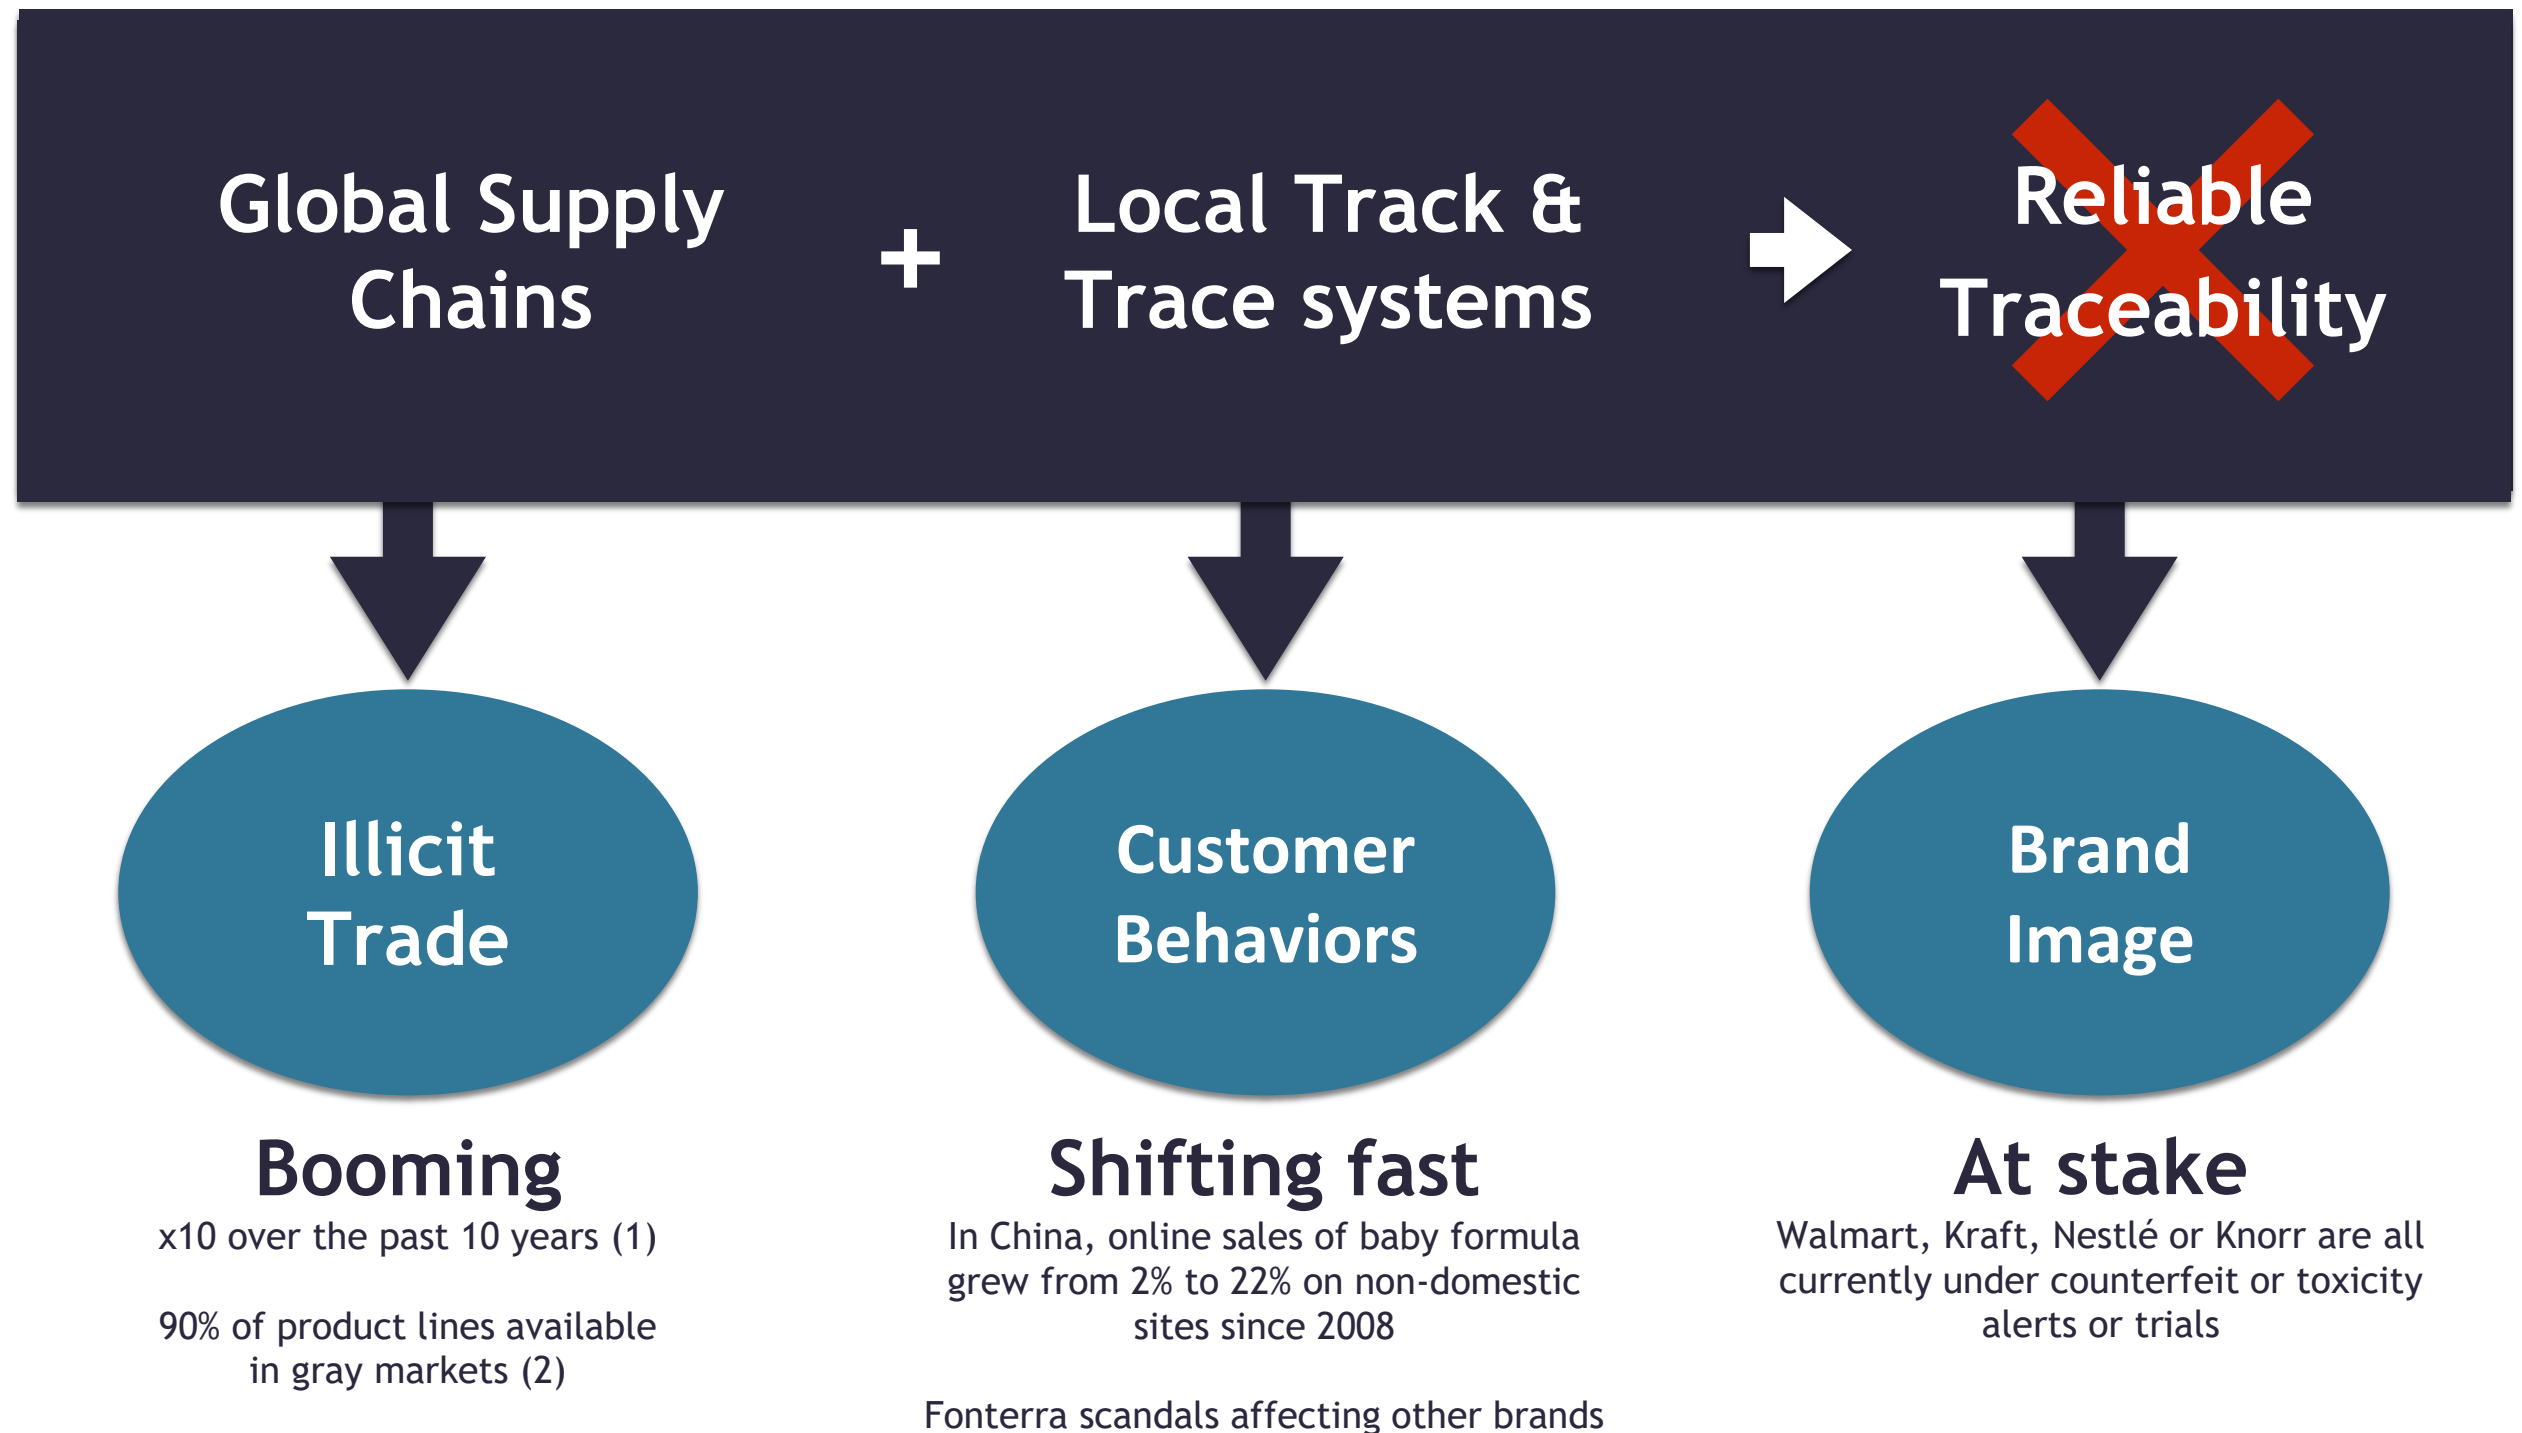 Global Supply
Chains
+
Local Track &
Trace systems
Reliable
Traceability
Illicit
Trade
Customer
Behaviors
Brand
Image
Booming
x10 over the past 10 years (1)
90% of product lines available
in gray markets (2)
Shifting fast
In China, online sales of baby formula
grew from 2% to 22% on non-domestic
sites since 2008
Fonterra scandals affecting other brands
At stake
Walmart, Kraft, Nestlé or Knorr are all
currently under counterfeit or toxicity
alerts or trials